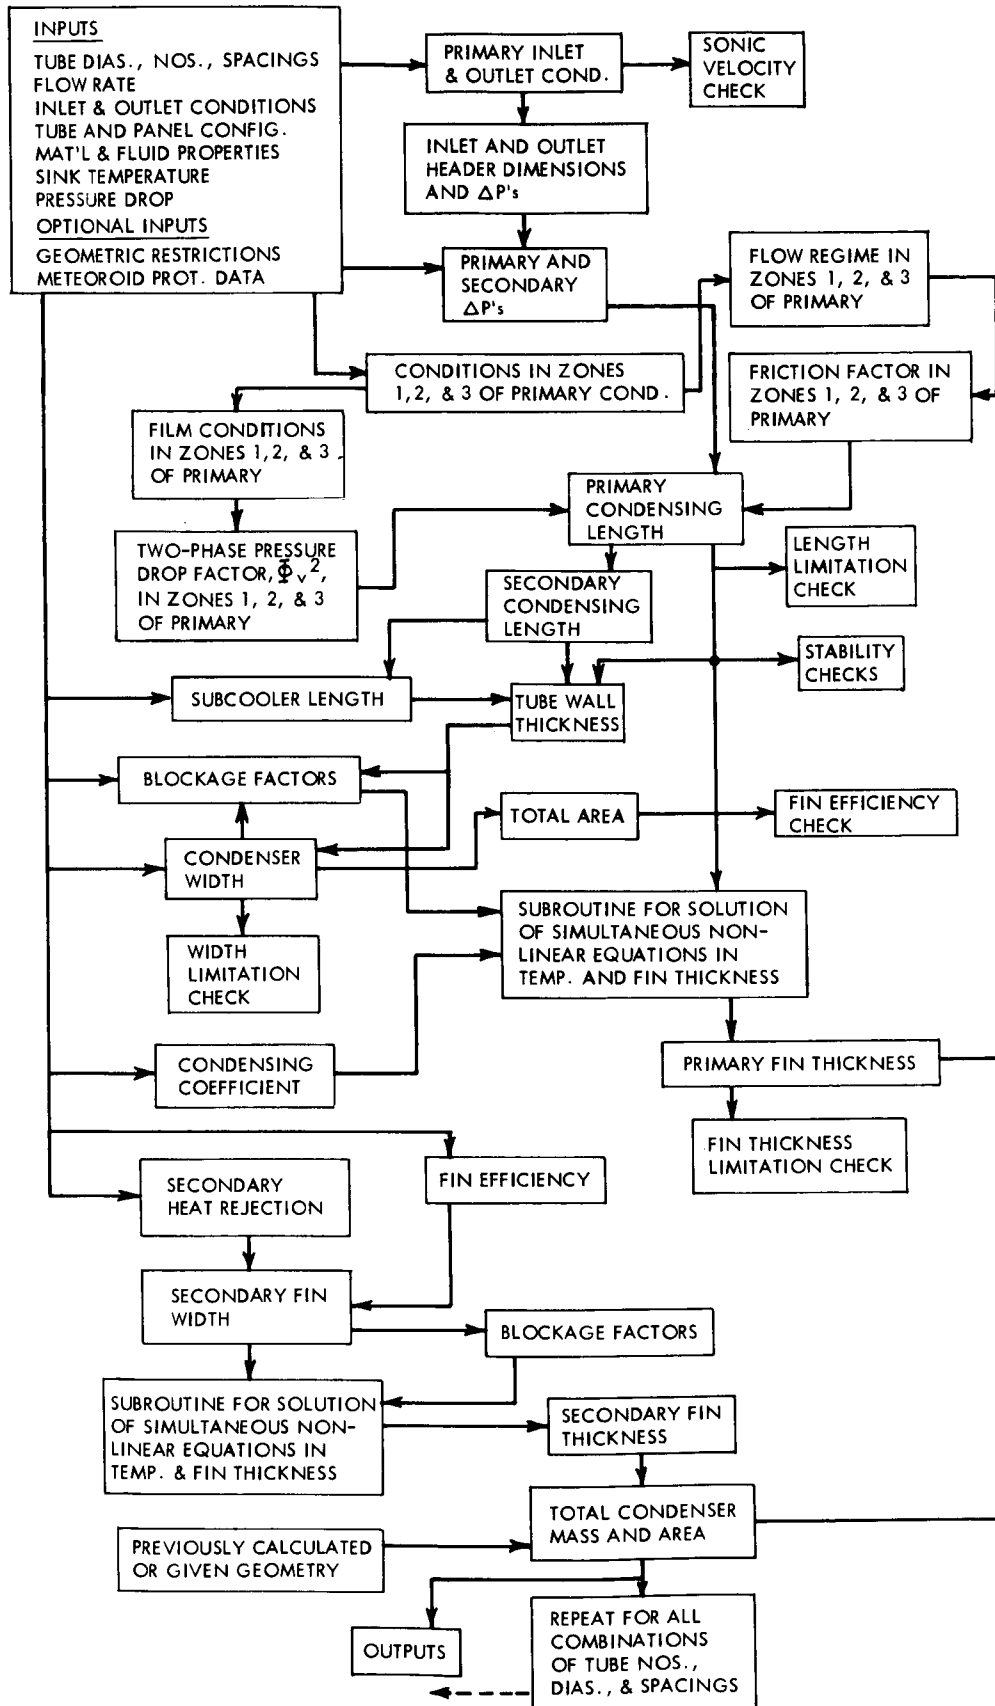 INPUTS
TUBE DIAS., NOS., SPACINGS
FLOW RATE
INLET & OUTLET CONDITIONS
TUBE AND PANEL CONFIG.
MAT'L & FLUID PROPERTIES
SINK TEMPERATURE
PRESSURE DROP
OPTIONAL INPUTS
GEOMETRIC RESTRICTIONS
METEOROID PROT. DATA
PRIMARY INLET
& OUTLET COND.
SONIC
VELOCITY
CHECK
INLET AND OUTLET
HEADER DIMENSIONS
AND ΔP's
PRIMARY AND
SECONDARY
ΔP's
FLOW REGIME IN
ZONES 1, 2, & 3
OF PRIMARY
CONDITIONS IN ZONES
1,2, & 3 OF PRIMARY COND.
FRICTION FACTOR IN
ZONES 1, 2, & 3 OF
PRIMARY
FILM CONDITIONS
IN ZONES 1,2, & 3
OF PRIMARY
PRIMARY
CONDENSING
LENGTH
TWO-PHASE PRESSURE
DROP FACTOR, Φv²,
IN ZONES 1, 2, & 3
OF PRIMARY
LENGTH
LIMITATION
CHECK
SECONDARY
CONDENSING
LENGTH
STABILITY
CHECKS
SUBCOOLER LENGTH
TUBE WALL
THICKNESS
BLOCKAGE FACTORS
TOTAL AREA
FIN EFFICIENCY
CHECK
CONDENSER
WIDTH
SUBROUTINE FOR SOLUTION
OF SIMULTANEOUS NON-
LINEAR EQUATIONS IN
TEMP. AND FIN THICKNESS
WIDTH
LIMITATION
CHECK
CONDENSING
COEFFICIENT
PRIMARY FIN THICKNESS
FIN THICKNESS
LIMITATION CHECK
SECONDARY
HEAT REJECTION
FIN EFFICIENCY
SECONDARY FIN
WIDTH
BLOCKAGE FACTORS
SUBROUTINE FOR SOLUTION
OF SIMULTANEOUS NON-
LINEAR EQUATIONS IN
TEMP. & FIN THICKNESS
SECONDARY FIN
THICKNESS
TOTAL CONDENSER
MASS AND AREA
PREVIOUSLY CALCULATED
OR GIVEN GEOMETRY
OUTPUTS
REPEAT FOR ALL
COMBINATIONS
OF TUBE NOS.,
DIAS., & SPACINGS